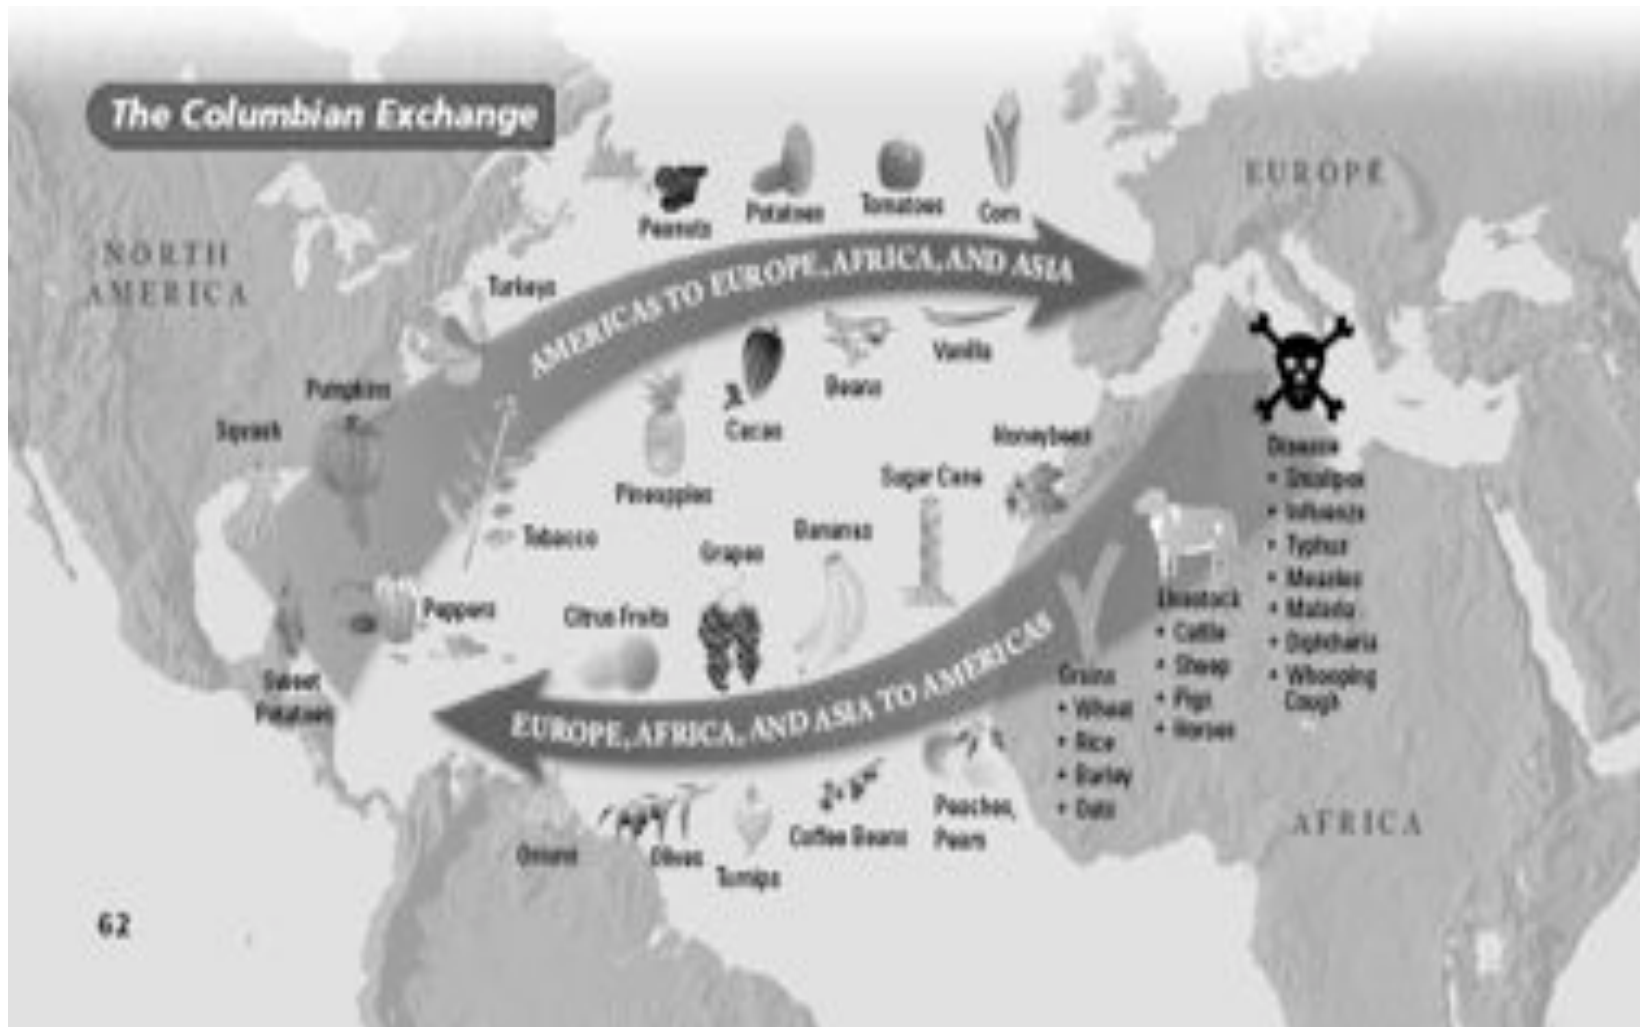 The Columbian Exchange
NORTH
AMERICA
EUROPE
AFRICA
Peanuts
Potatoes
Tomatoes
Corn
Turkeys
AMERICAS TO EUROPE, AFRICA, AND ASIA
Pumpkins
Squash
Cacao
Beans
Vanilla
Pineapples
Tobacco
Peppers
Sweet
Potatoes
Honeybees
Sugar Cane
Bananas
Grapes
Citrus Fruits
EUROPE, AFRICA, AND ASIA TO AMERICAS
Onions
Olives
Turnips
Coffee Beans
Peaches,
Pears
Grains
• Wheat
• Rice
• Barley
• Oats
Livestock
• Cattle
• Sheep
• Pigs
• Horses
Disease
• Smallpox
• Influenza
• Typhus
• Measles
• Malaria
• Diphtheria
• Whooping
Cough
62